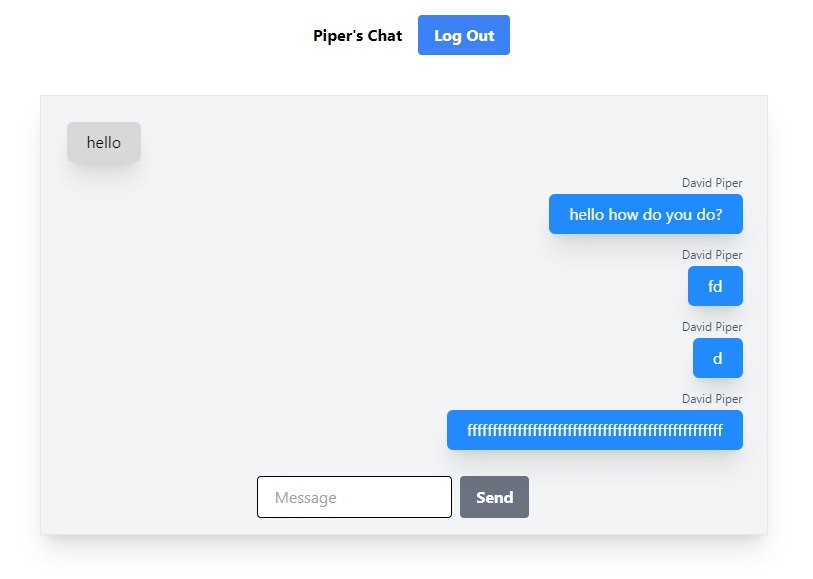 Piper's Chat Log Out
hello
David Piper
hello how do you do?
David Piper
fd
David Piper
d
David Piper
fffffffffffffffffffffffffffffffffffffffffffffffffff
Message Send